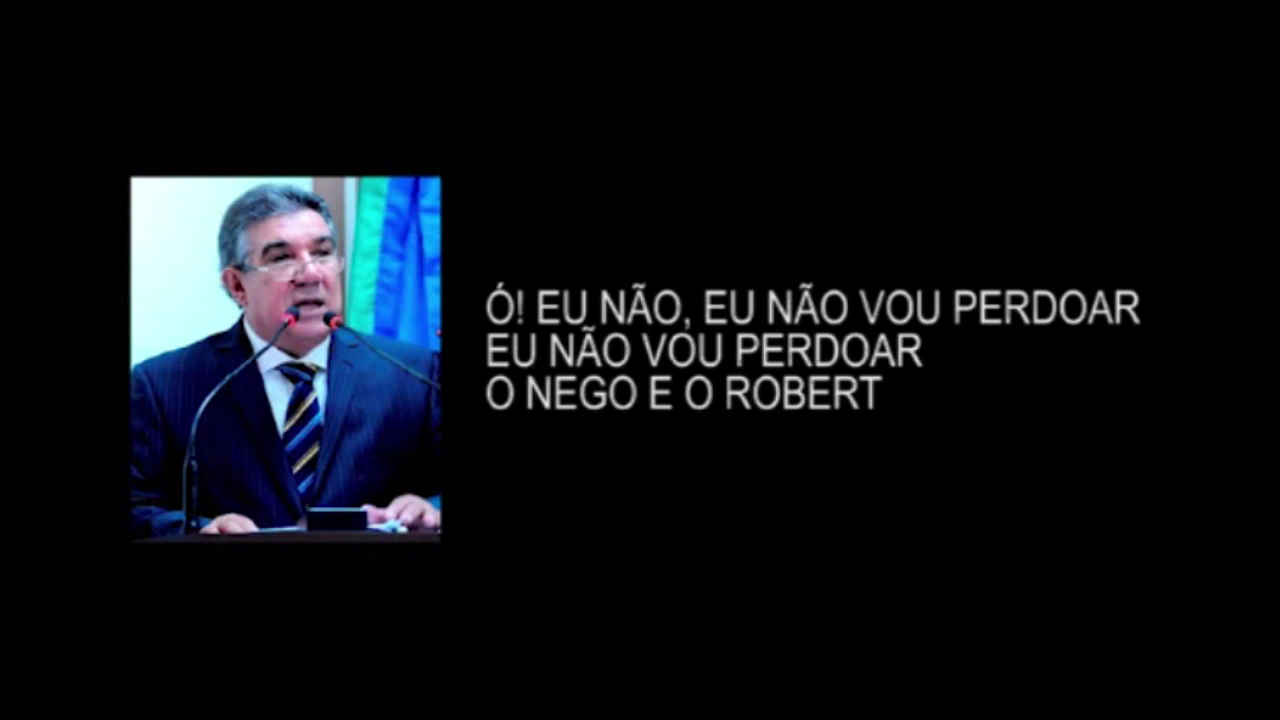 Ó! EU NÃO, EU NÃO VOU PERDOAR
EU NÃO VOU PERDOAR
O NEGO E O ROBERT